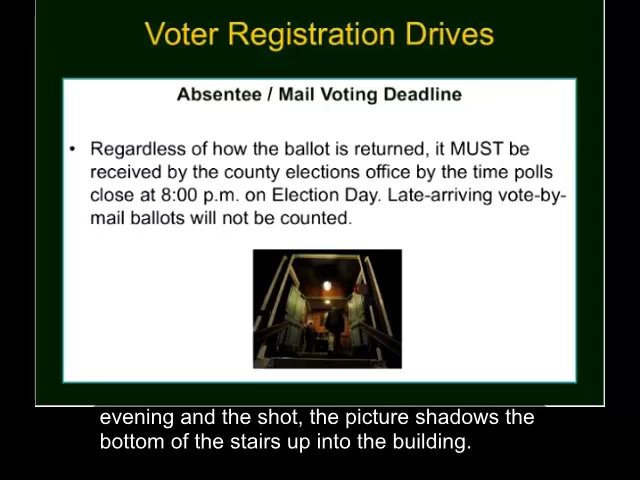 Voter Registration Drives
Absentee / Mail Voting Deadline
• Regardless of how the ballot is returned, it MUST be
received by the county elections office by the time polls
close at 8:00 p.m. on Election Day. Late-arriving vote-by-
mail ballots will not be counted.
evening and the shot, the picture shadows the
bottom of the stairs up into the building.